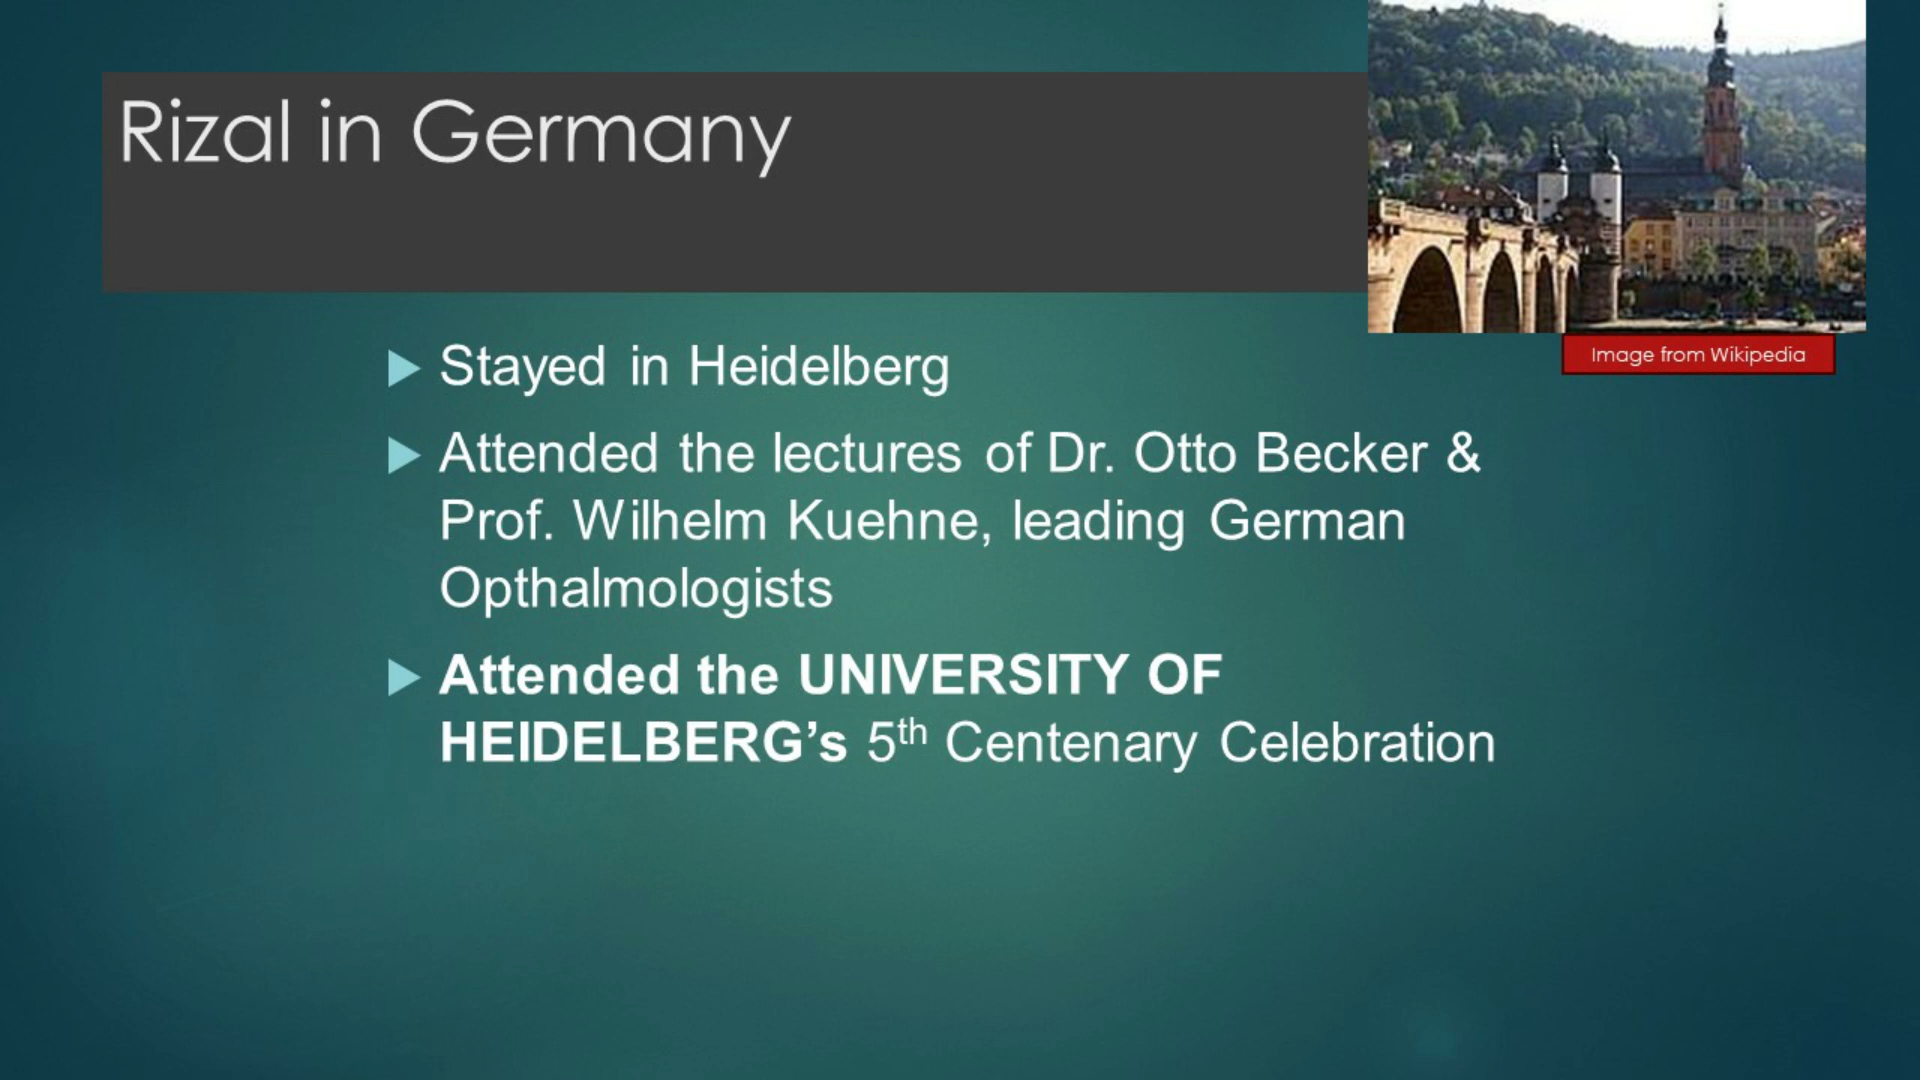 Rizal in Germany
Image from Wikipedia
Stayed in Heidelberg
Attended the lectures of Dr. Otto Becker &
Prof. Wilhelm Kuehne, leading German
Opthalmologists
Attended the UNIVERSITY OF
HEIDELBERG’s 5th Centenary Celebration